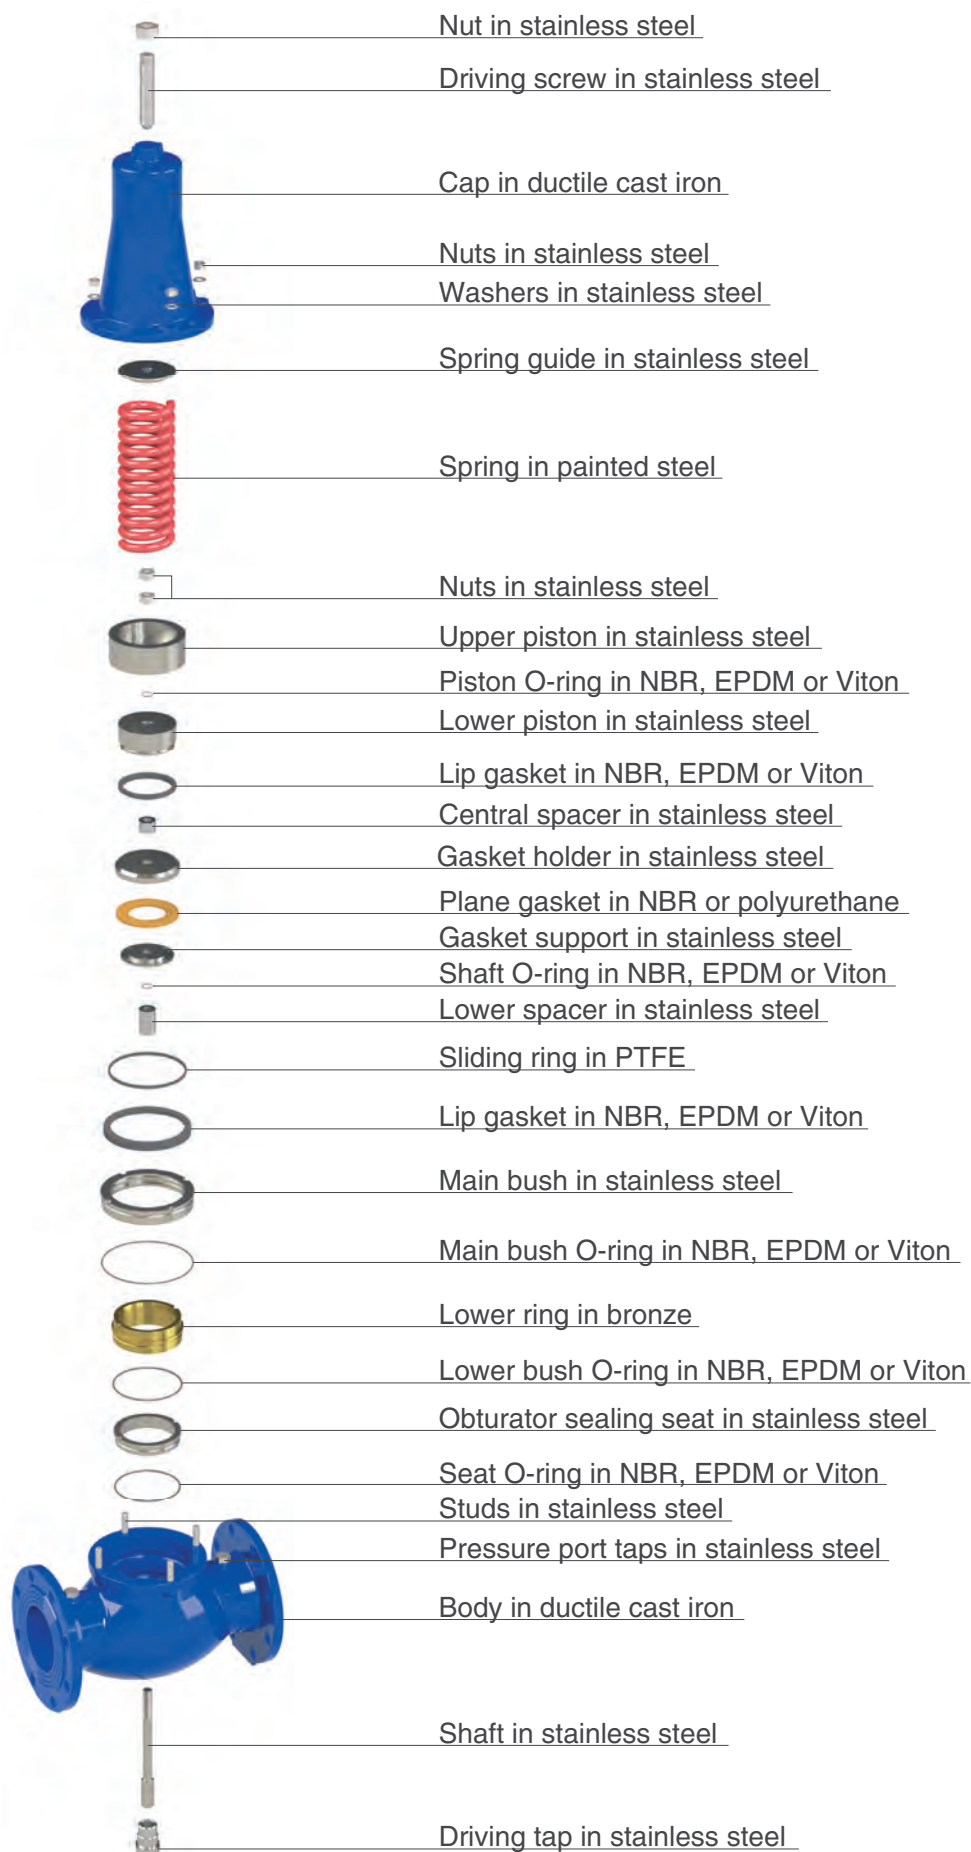 Nut in stainless steel
Driving screw in stainless steel
Cap in ductile cast iron
Nuts in stainless steel
Washers in stainless steel
Spring guide in stainless steel
Spring in painted steel
Nuts in stainless steel
Upper piston in stainless steel
Piston O-ring in NBR, EPDM or Viton
Lower piston in stainless steel
Lip gasket in NBR, EPDM or Viton
Central spacer in stainless steel
Gasket holder in stainless steel
Plane gasket in NBR or polyurethane
Gasket support in stainless steel
Shaft O-ring in NBR, EPDM or Viton
Lower spacer in stainless steel
Sliding ring in PTFE
Lip gasket in NBR, EPDM or Viton
Main bush in stainless steel
Main bush O-ring in NBR, EPDM or Viton
Lower ring in bronze
Lower bush O-ring in NBR, EPDM or Viton
Obturator sealing seat in stainless steel
Seat O-ring in NBR, EPDM or Viton
Studs in stainless steel
Pressure port taps in stainless steel
Body in ductile cast iron
Shaft in stainless steel
Driving tap in stainless steel